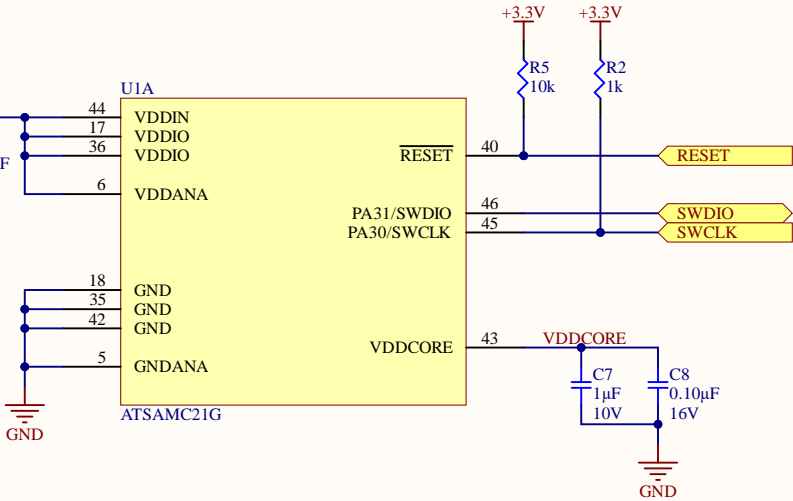 +3.3V
+3.3V
R5
10k
R2
1k
U1A
44
VDDIN
17
VDDIO
36
VDDIO
F
6
VDDANA
RESET
40
RESET
PA31/SWDIO
46
SWDIO
PA30/SWCLK
45
SWCLK
18
GND
35
GND
42
GND
5
GNDANA
VDDCORE
43
VDDCORE
C7
1µF
10V
C8
0.10µF
16V
ATSAMC21G
GND
GND